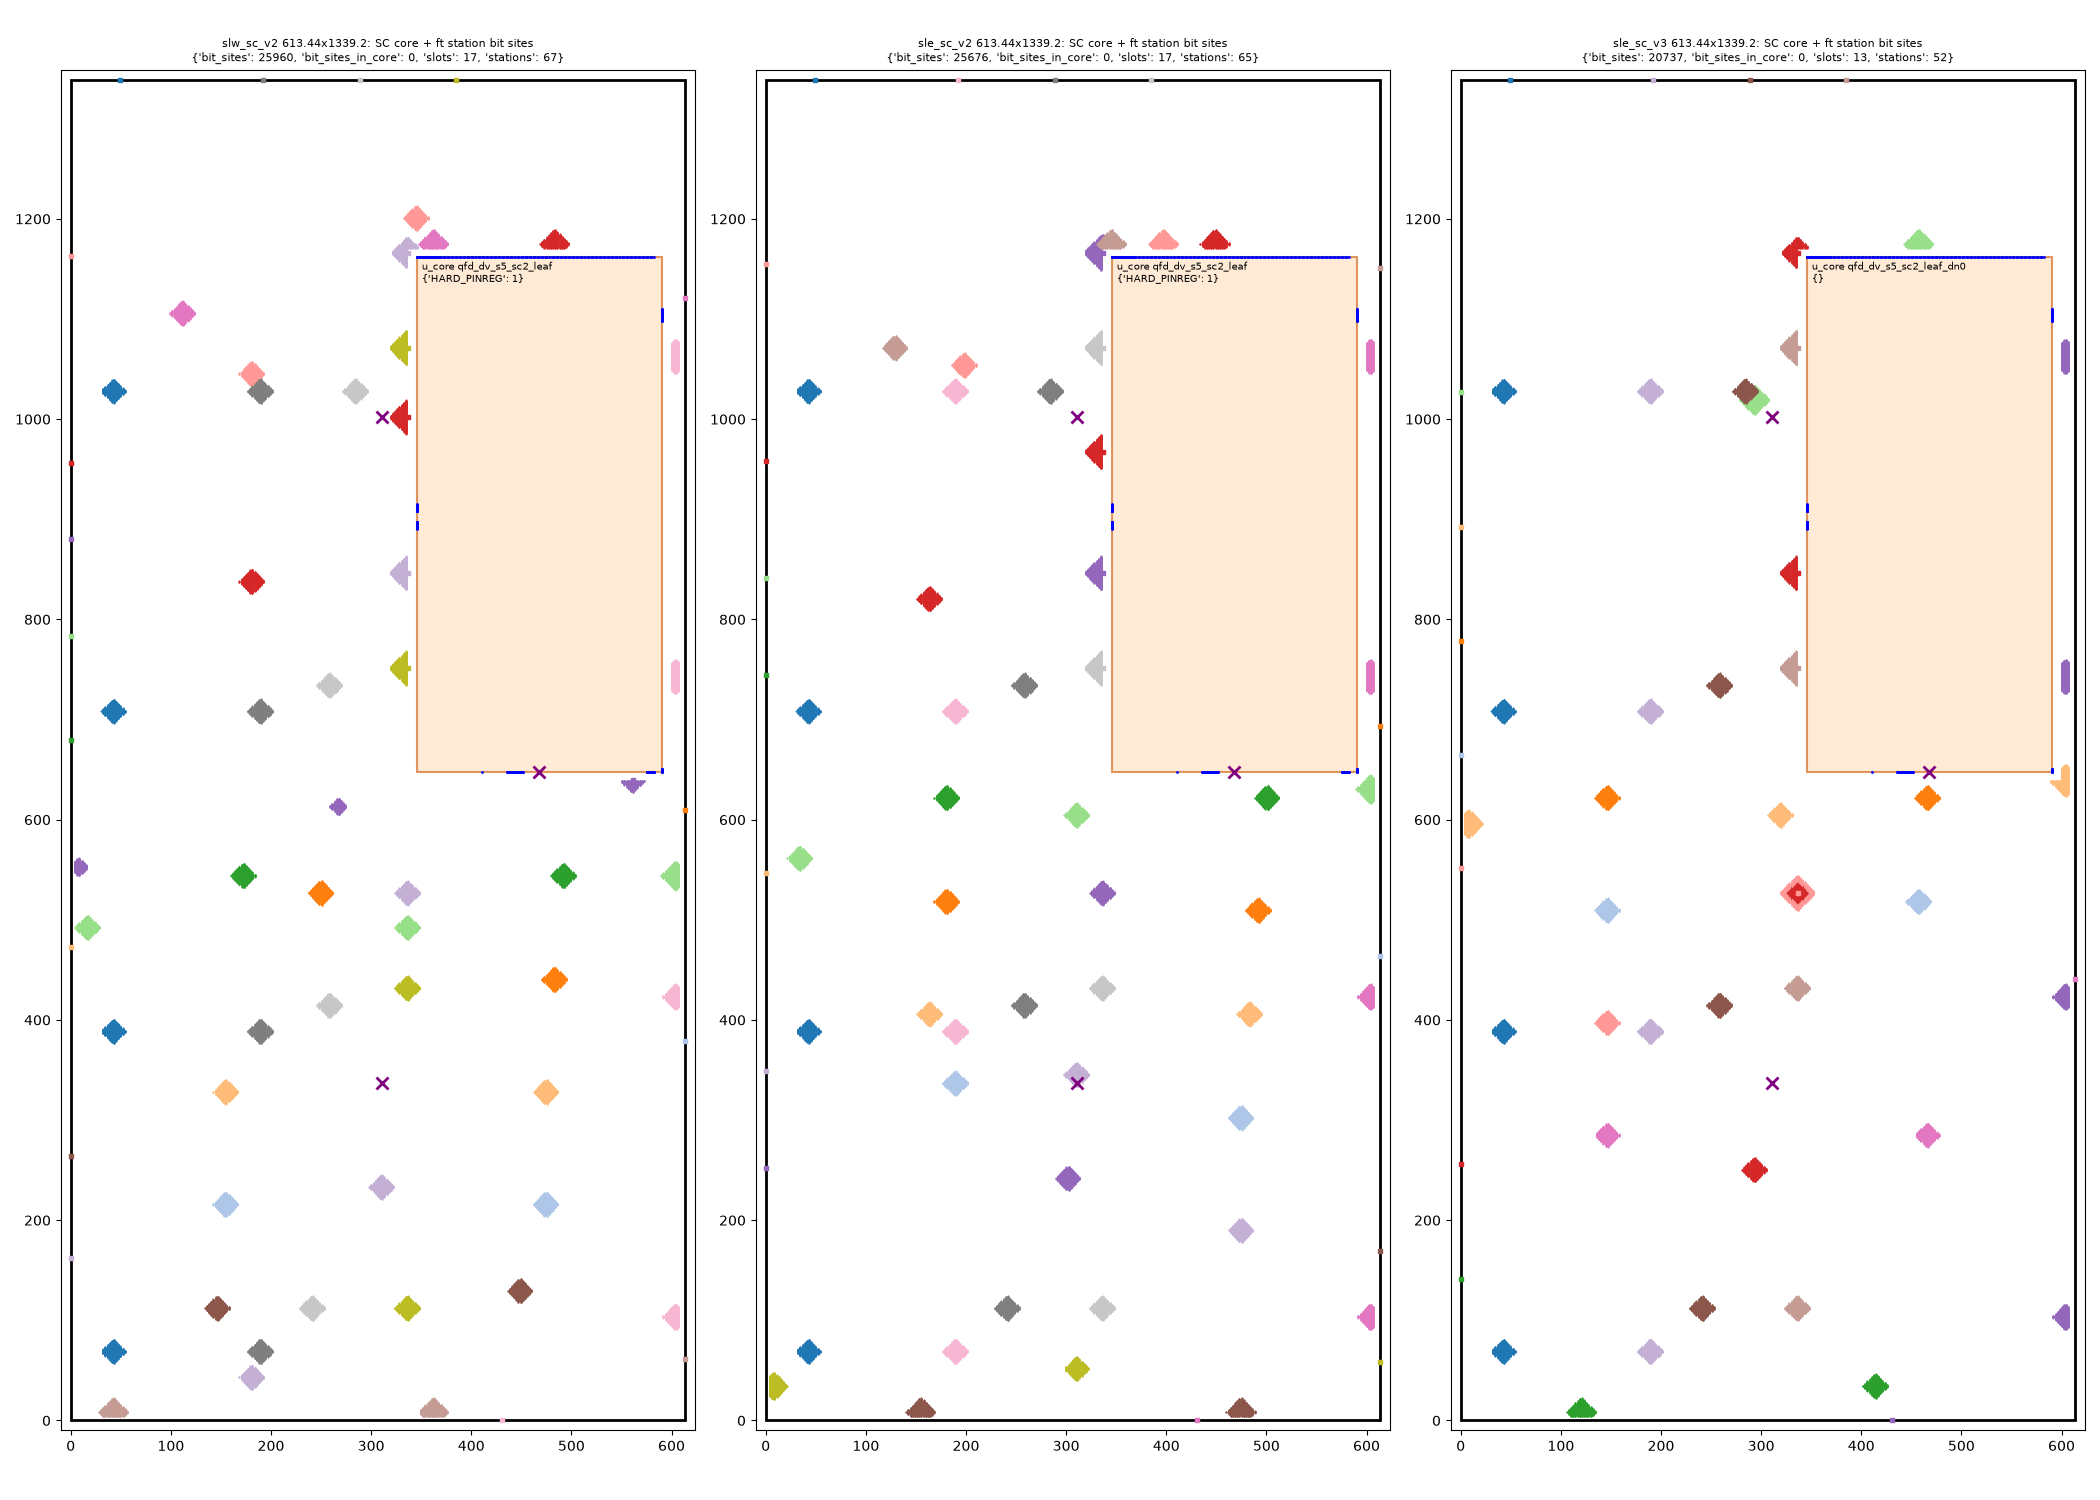 slw_sc_v2 613.44x1339.2: SC core + ft station bit sites
{'bit_sites': 25960, 'bit_sites_in_core': 0, 'slots': 17, 'stations': 67}
u_core qfd_dv_s5_sc2_leaf
{'HARD_PINREG': 1}
1200
1000
800
600
400
200
0
0 100 200 300 400 500 600
sle_sc_v2 613.44x1339.2: SC core + ft station bit sites
{'bit_sites': 25676, 'bit_sites_in_core': 0, 'slots': 17, 'stations': 65}
u_core qfd_dv_s5_sc2_leaf
{'HARD_PINREG': 1}
1200
1000
800
600
400
200
0
0 100 200 300 400 500 600
sle_sc_v3 613.44x1339.2: SC core + ft station bit sites
{'bit_sites': 20737, 'bit_sites_in_core': 0, 'slots': 13, 'stations': 52}
u_core qfd_dv_s5_sc2_leaf_dn0
{}
1200
1000
800
600
400
200
0
0 100 200 300 400 500 600